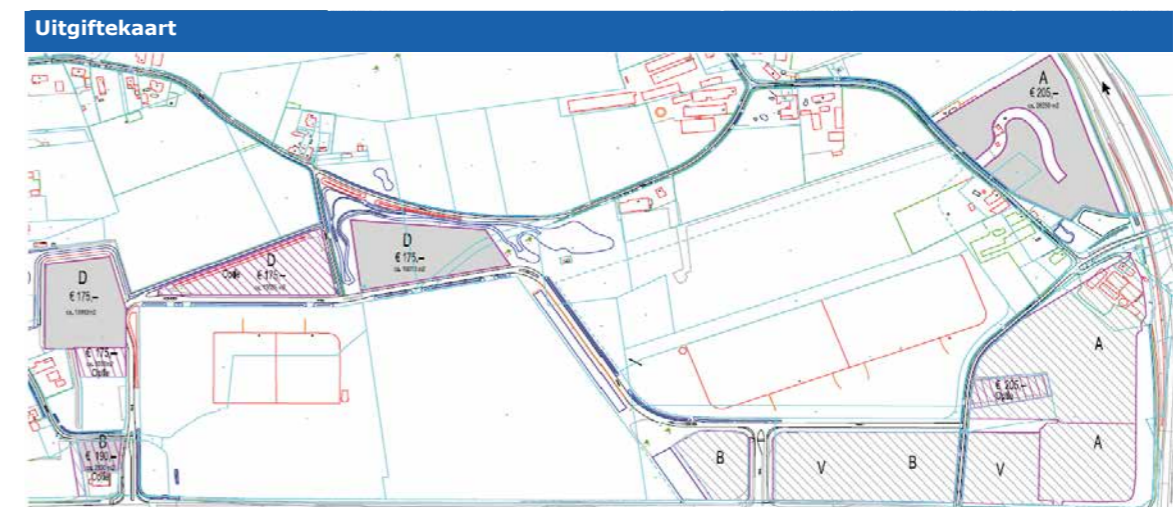 Uitgiftekaart
A
€ 205,–
D
€ 175,–
D
€ 175,–
Optie
D
€ 175,–
€ 175,–
Optie
A
€ 205,–
Optie
B
€ 190,–
Optie
B
V
B
V
A